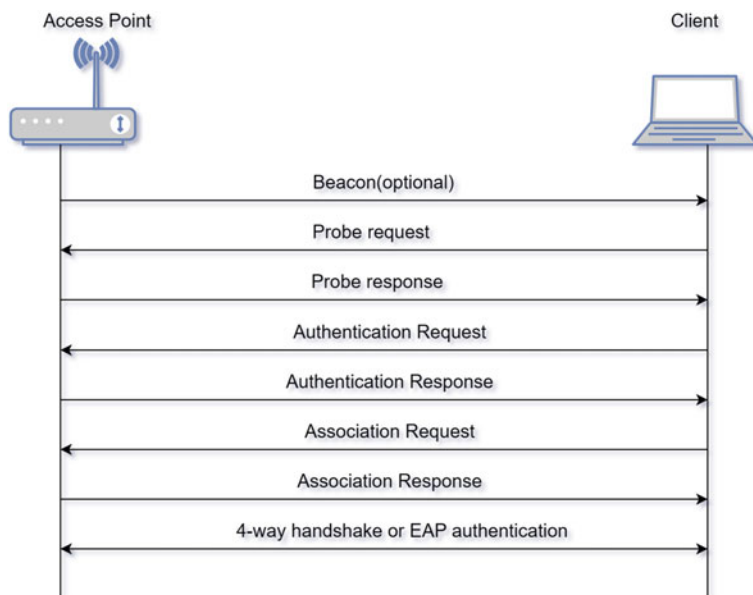 Access Point
Client
Beacon(optional)
Probe request
Probe response
Authentication Request
Authentication Response
Association Request
Association Response
4-way handshake or EAP authentication